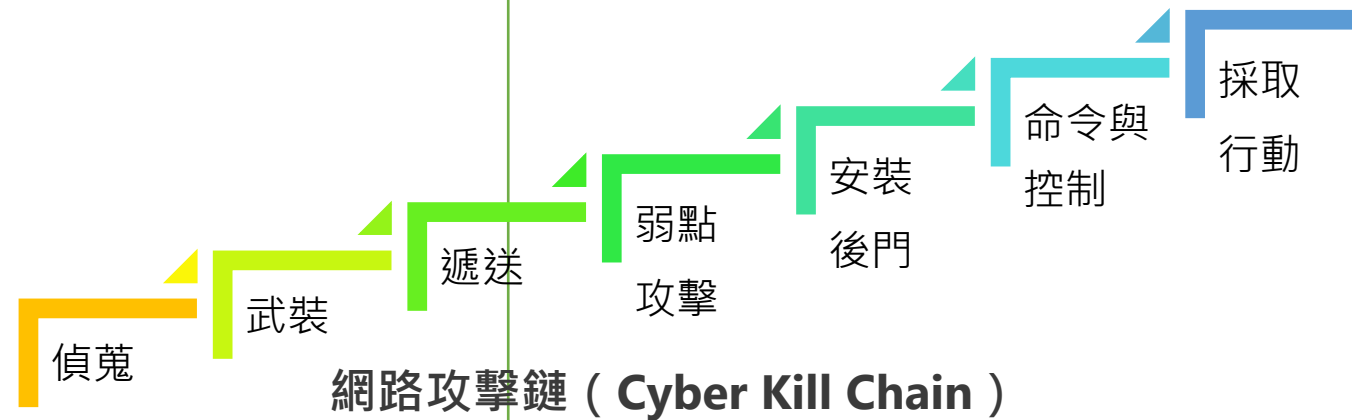 偵蒐
武裝
遞送
弱點
攻擊
安裝
後門
命令與
控制
採取
行動
網路攻擊鏈（Cyber Kill Chain）